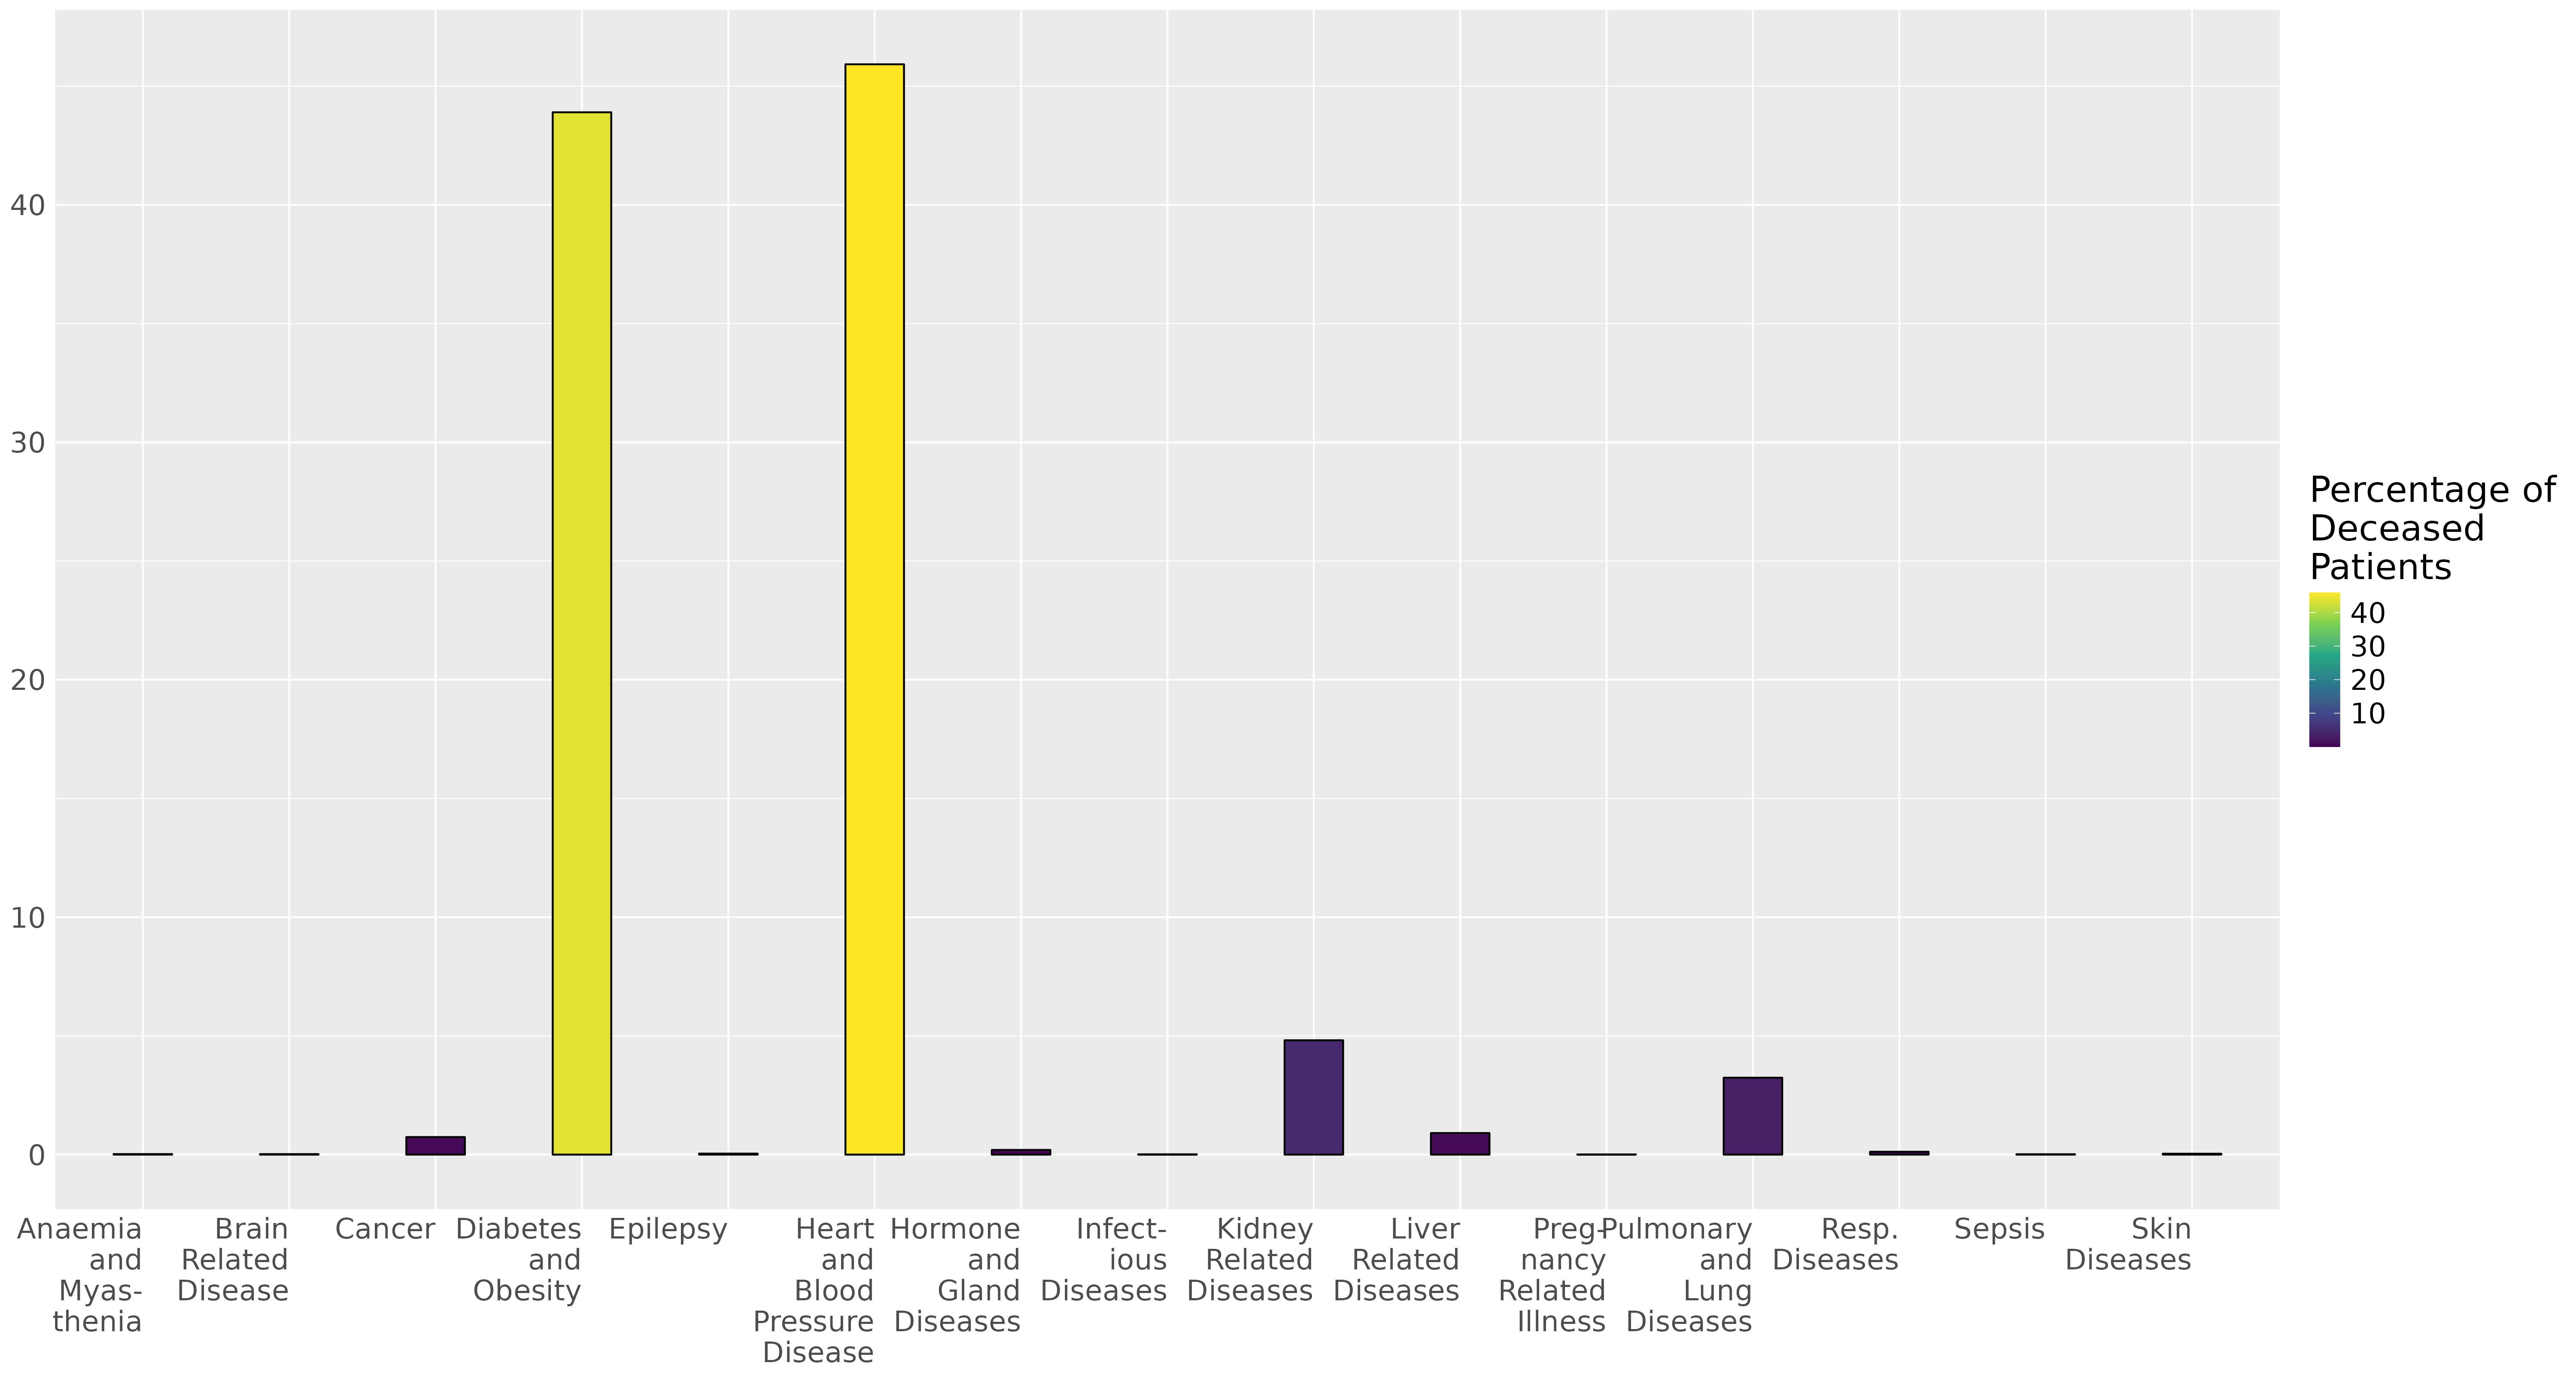 40
30
20
10
0
Anaemia
and
Myas-
thenia
Brain
Related
Disease
Cancer
Diabetes
and
Obesity
Epilepsy
Heart
and
Blood
Pressure
Disease
Hormone
and
Gland
Diseases
Infect-
ious
Diseases
Kidney
Related
Diseases
Liver
Related
Diseases
Preg-
nancy
Related
Illness
Pulmonary
and
Lung
Diseases
Resp.
Diseases
Sepsis
Skin
Diseases
Percentage of
Deceased
Patients
40
30
20
10